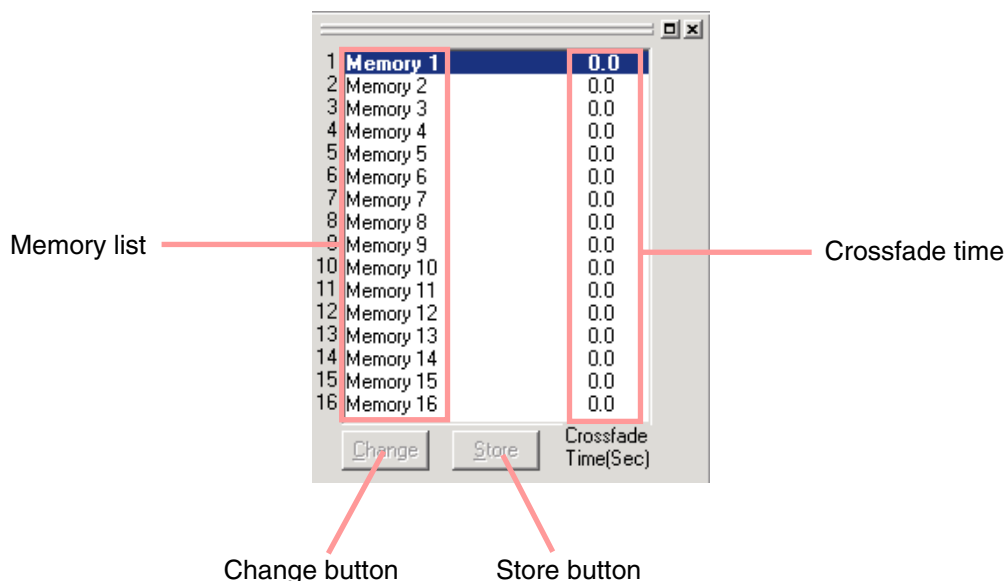 1 Memory 1 0.0
2 Memory 2 0.0
3 Memory 3 0.0
4 Memory 4 0.0
5 Memory 5 0.0
6 Memory 6 0.0
7 Memory 7 0.0
8 Memory 8 0.0
Memory list 9 Memory 9 0.0 Crossfade time
10 Memory 10 0.0
11 Memory 11 0.0
12 Memory 12 0.0
13 Memory 13 0.0
14 Memory 14 0.0
15 Memory 15 0.0
16 Memory 16 0.0
Change Store Crossfade
Time(Sec)
Change button Store button